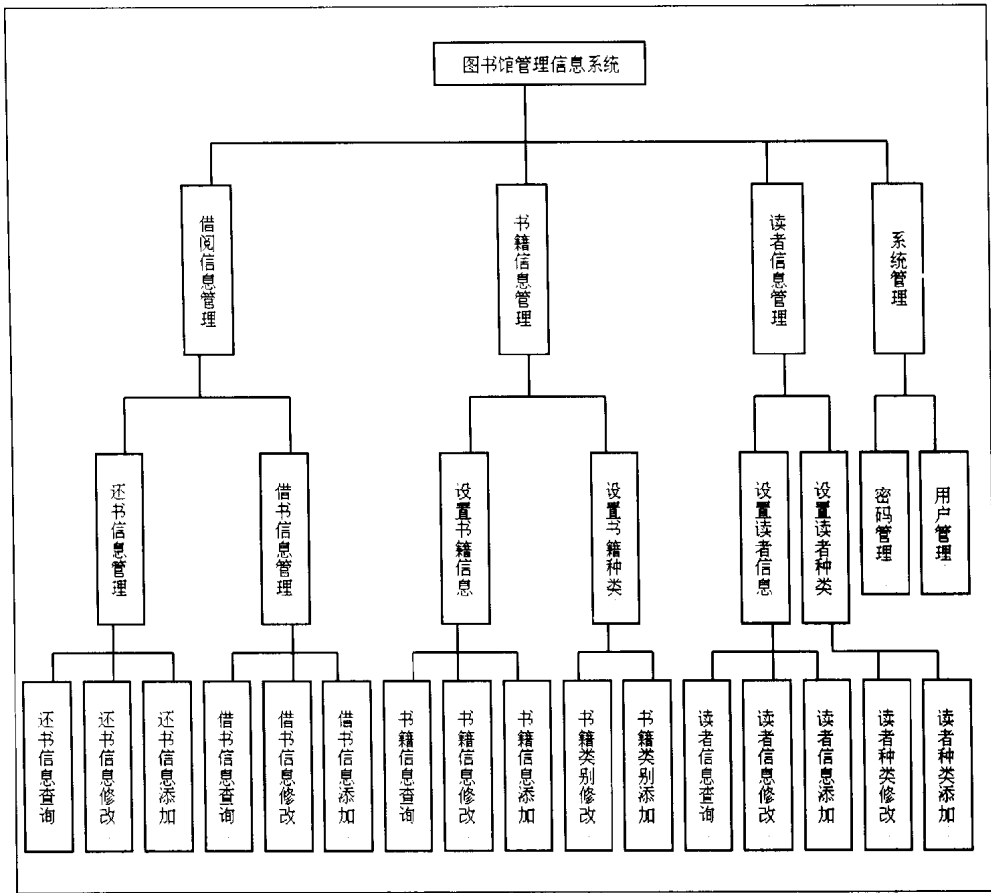 图书馆管理信息系统
借阅信息管理
书籍信息管理
读者信息管理
系统管理
还书信息管理
借书信息管理
设置书籍信息
设置书籍种类
设置读者信息
设置读者种类
密码管理
用户管理
还书信息查询
还书信息修改
还书信息添加
借书信息查询
借书信息修改
借书信息添加
书籍信息查询
书籍信息修改
书籍信息添加
书籍类别修改
书籍类别添加
读者信息查询
读者信息修改
读者信息添加
读者种类修改
读者种类添加